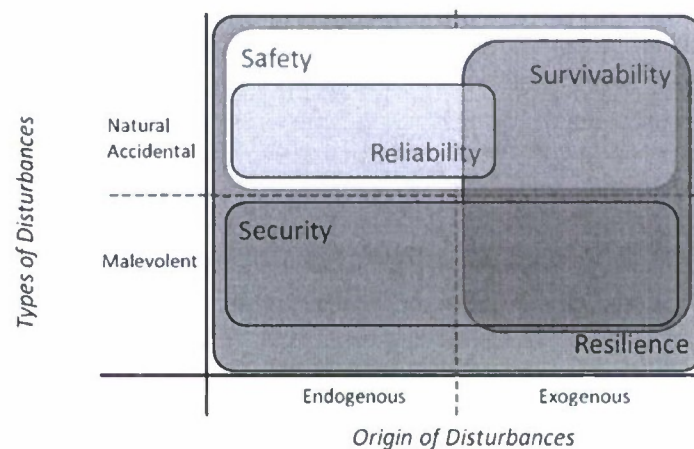 Types of Disturbances
Natural
Accidental
Malevolent
Safety
Survivability
Reliability
Security
Resilience
Endogenous
Exogenous
Origin of Disturbances